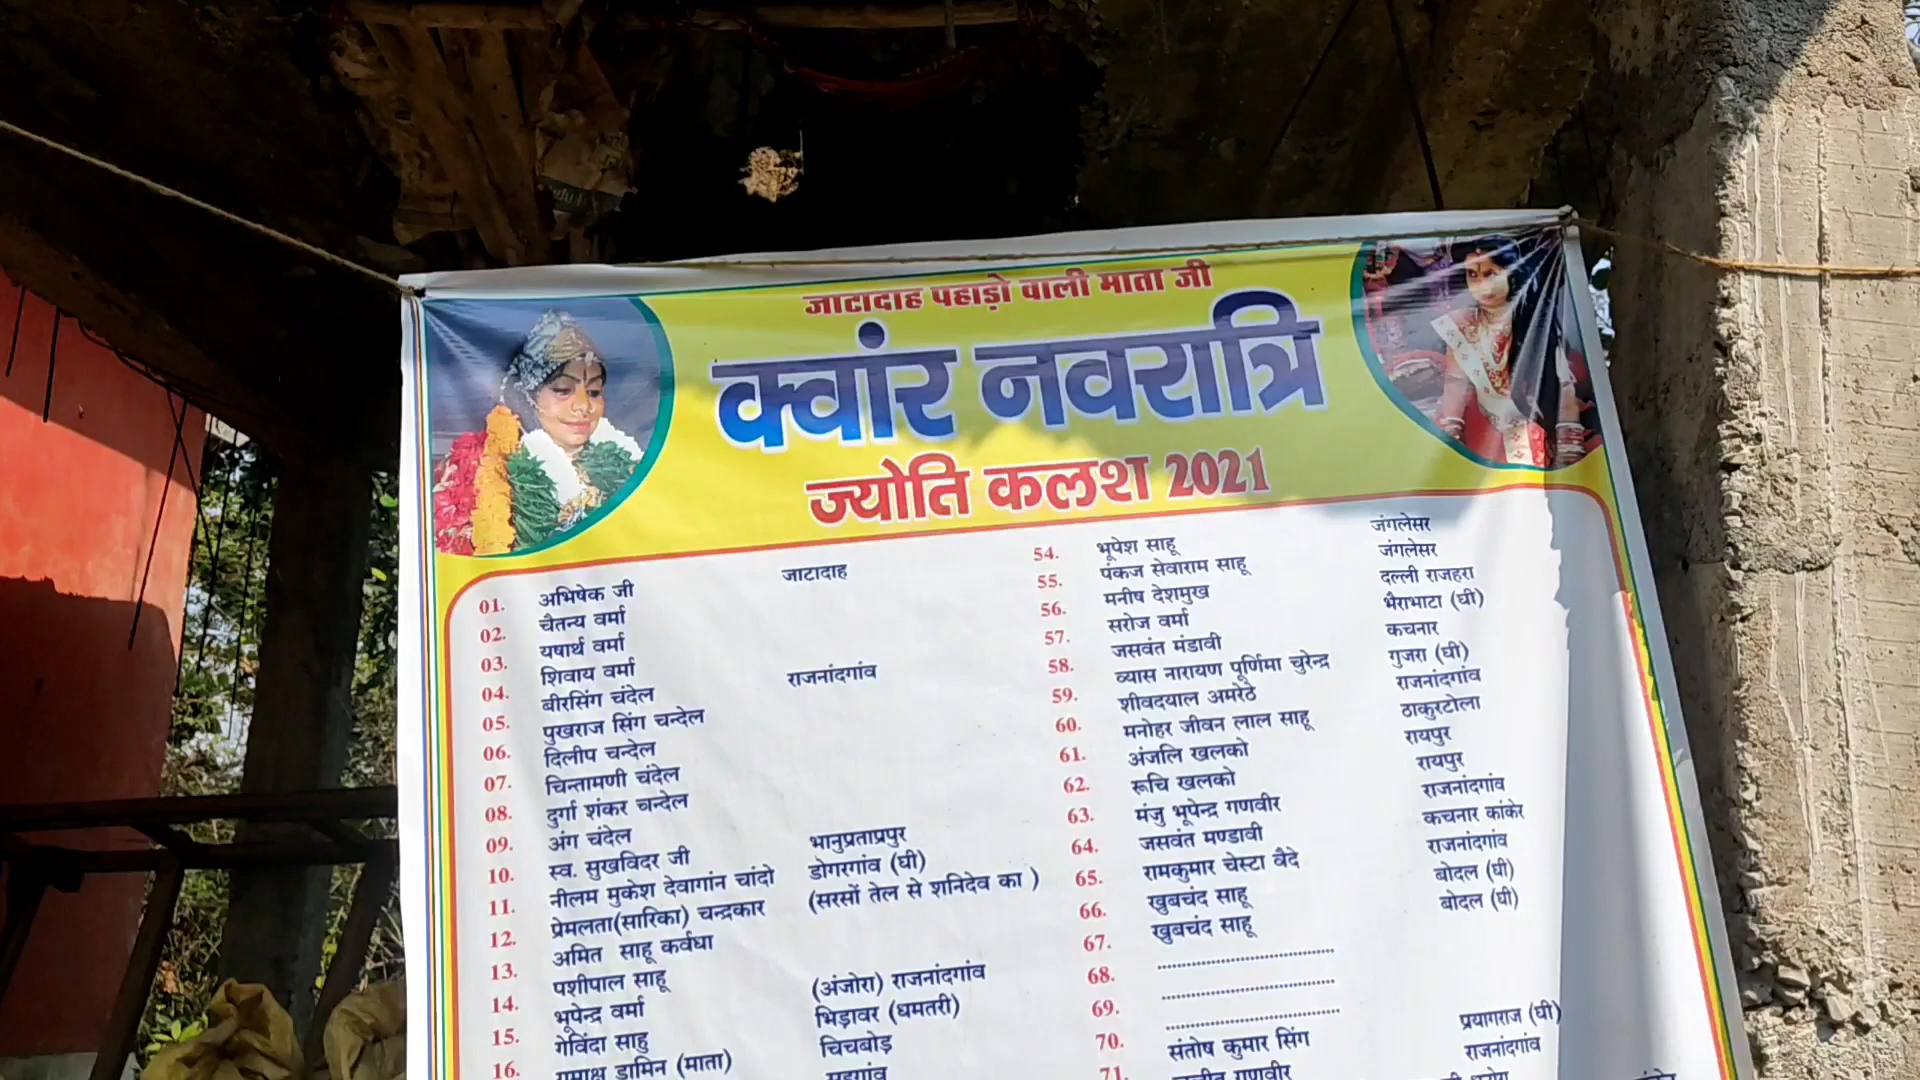 जाटादाह पहाड़ो वाली माता जी
क्वांर नवरात्रि
ज्योति कलश 2021
01. अभिषेक जी जाटादाह
02. चैतन्य वर्मा
03. यषार्थ वर्मा
04. शिवाय वर्मा राजनांदगांव
05. बीरसिंग चंदेल
06. पुखराज सिंग चन्देल
07. दिलीप चन्देल
08. चिन्तामणी चंदेल
09. दुर्गा शंकर चन्देल
10. अंग चंदेल भानुप्रताप्रपुर
11. स्व. सुखविदर जी डोगरगांव (घी)
12. नीलम मुकेश देवागांन चांदो (सरसों तेल से शनिदेव का )
13. प्रेमलता(सारिका) चन्द्रकार
14. अमित साहू कर्वधा
15. पशीपाल साहू (अंजोरा) राजनांदगांव
16. भूपेन्द्र वर्मा भिड़ावर (धमतरी)
गेविंदा साहु चिचबोड़
डामिन (माता)
54. भूपेश साहू जंगलेसर
55. पंकज सेवाराम साहू जंगलेसर
56. मनीष देशमुख दल्ली राजहरा
57. सरोज वर्मा भैराभाटा (घी)
58. जसवंत मंडावी कचनार
59. व्यास नारायण पूर्णिमा चुरेन्द्र गुजरा (घी)
60. शीवदयाल अमरेठे राजनांदगांव
61. मनोहर जीवन लाल साहू ठाकुरटोला
62. अंजलि खलको रायपुर
63. रूचि खलको रायपुर
64. मंजु भूपेन्द्र गणवीर राजनांदगांव
65. जसवंत मण्डावी कचनार कांकेर
66. रामकुमार चेस्टा वैदे राजनांदगांव
67. खुबचंद साहू बोदल (घी)
68. खुबचंद साहू बोदल (घी)
69. ..............................
70. ..............................
71. ..............................
संतोष कुमार सिंग प्रयागराज (घी)
गणवीर राजनांदगांव